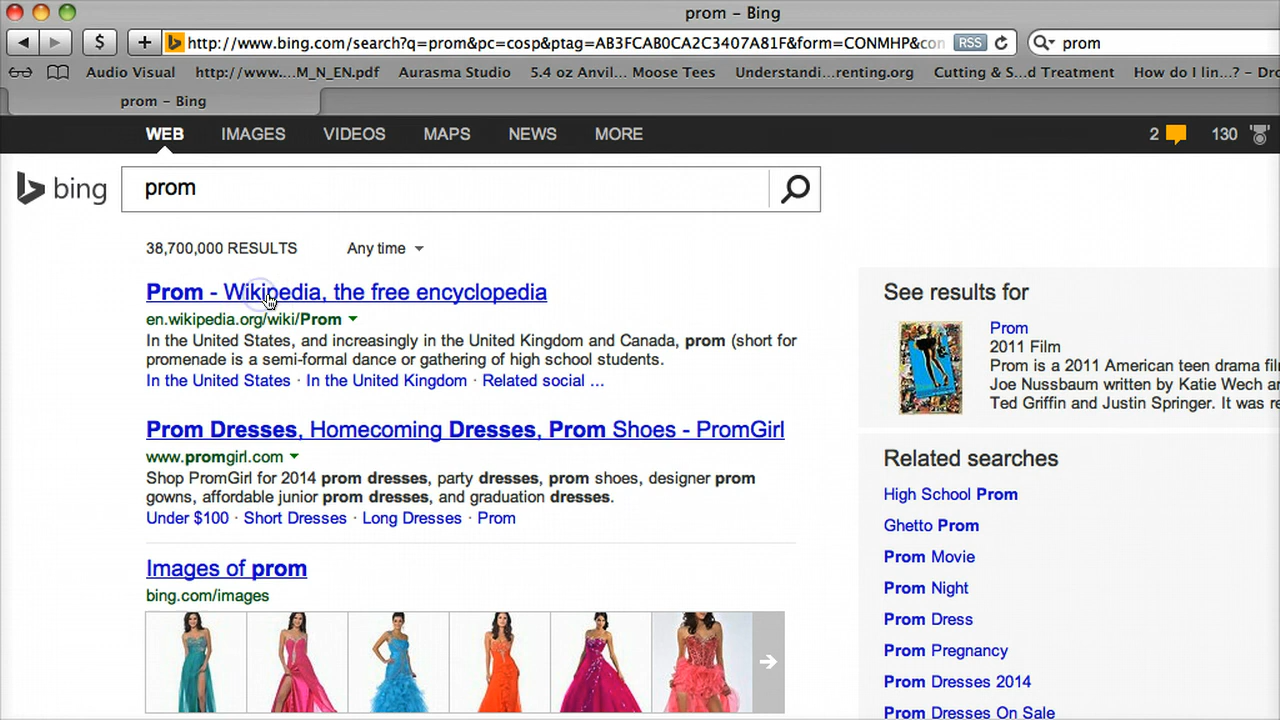 prom – Bing
$ + http://www.bing.com/search?q=prom&pc=cosp&ptag=AB3FCAB0CA2C3407A81F&form=CONMHP&con RSS prom
Audio Visual http://www....M_N_EN.pdf Aurasma Studio 5.4 oz Anvil... Moose Tees Understandi...renting.org Cutting & S...d Treatment How do I lin...? – Dro
prom – Bing
WEB IMAGES VIDEOS MAPS NEWS MORE 2 130
bing prom
38,700,000 RESULTS Any time
Prom - Wikipedia, the free encyclopedia
en.wikipedia.org/wiki/Prom
In the United States, and increasingly in the United Kingdom and Canada, prom (short for
promenade is a semi-formal dance or gathering of high school students.
In the United States · In the United Kingdom · Related social ...
Prom Dresses, Homecoming Dresses, Prom Shoes - PromGirl
www.promgirl.com
Shop PromGirl for 2014 prom dresses, party dresses, prom shoes, designer prom
gowns, affordable junior prom dresses, and graduation dresses.
Under $100 · Short Dresses · Long Dresses · Prom
Images of prom
bing.com/images
See results for
Prom
2011 Film
Prom is a 2011 American teen drama fil
Joe Nussbaum written by Katie Wech an
Ted Griffin and Justin Springer. It was re
Related searches
High School Prom
Ghetto Prom
Prom Movie
Prom Night
Prom Dress
Prom Pregnancy
Prom Dresses 2014
Prom Dresses On Sale